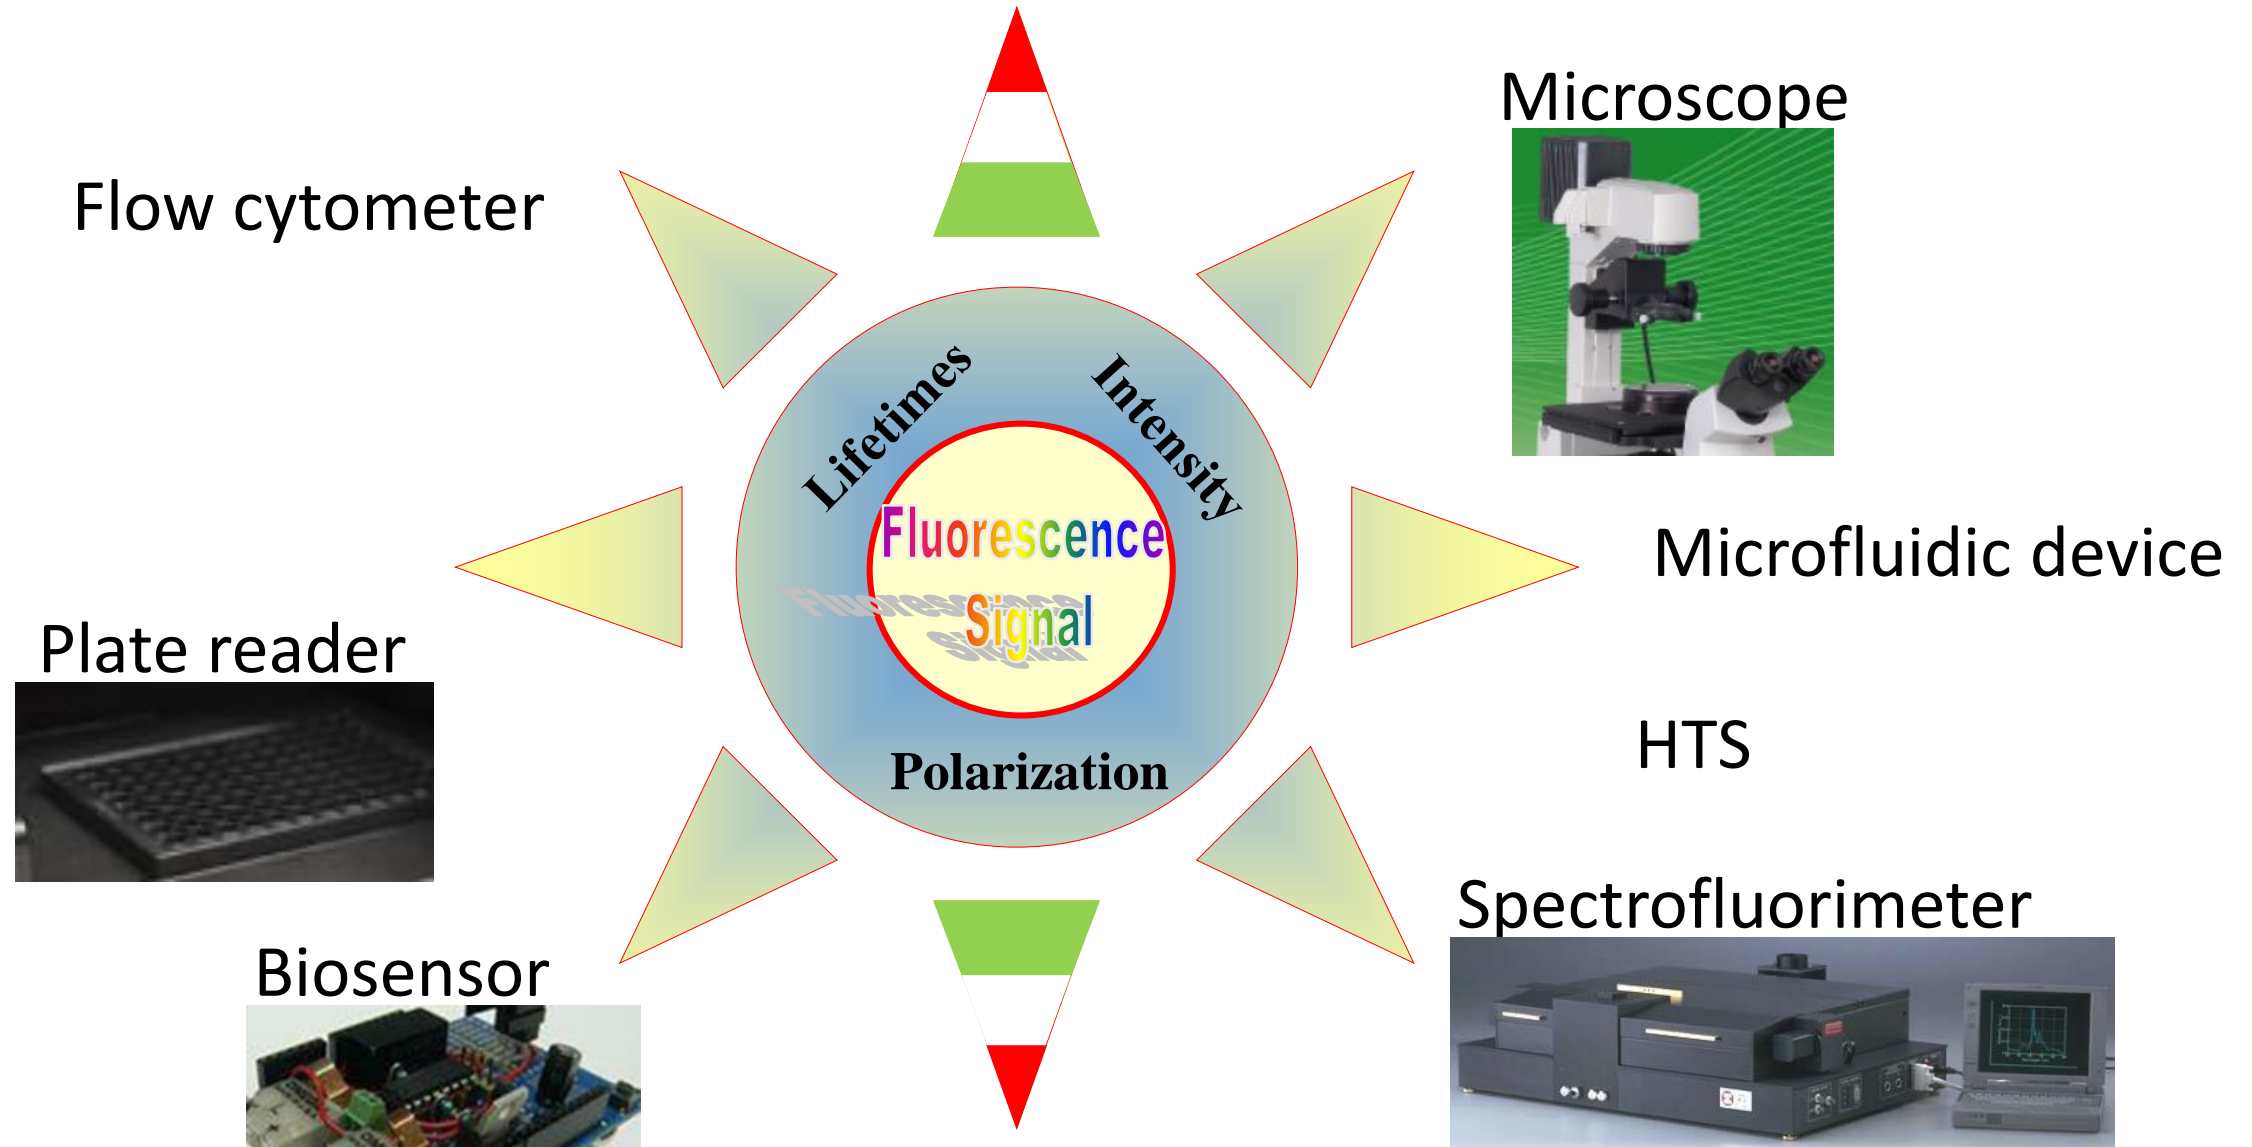 Microscope
Flow cytometer
Lifetimes
Intensity
Fluorescence
Signal
Microfluidic device
Plate reader
HTS
Polarization
Spectrofluorimeter
Biosensor